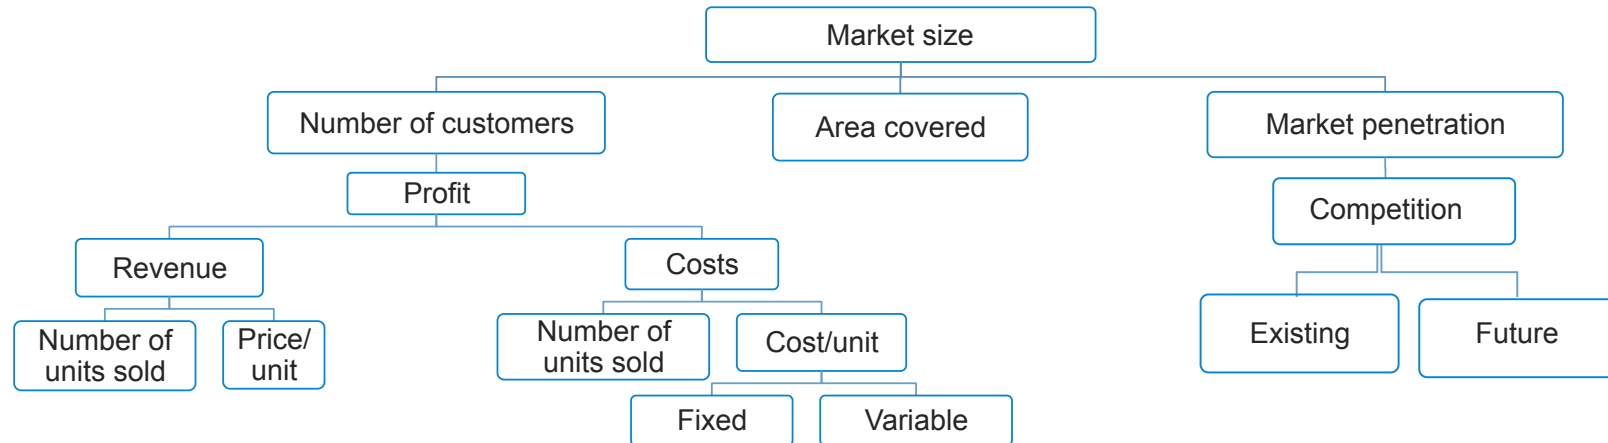 Market size
Number of customers
Area covered
Market penetration
Profit
Competition
Revenue
Costs
Number of
units sold
Price/
unit
Number of
units sold
Cost/unit
Existing
Future
Fixed
Variable